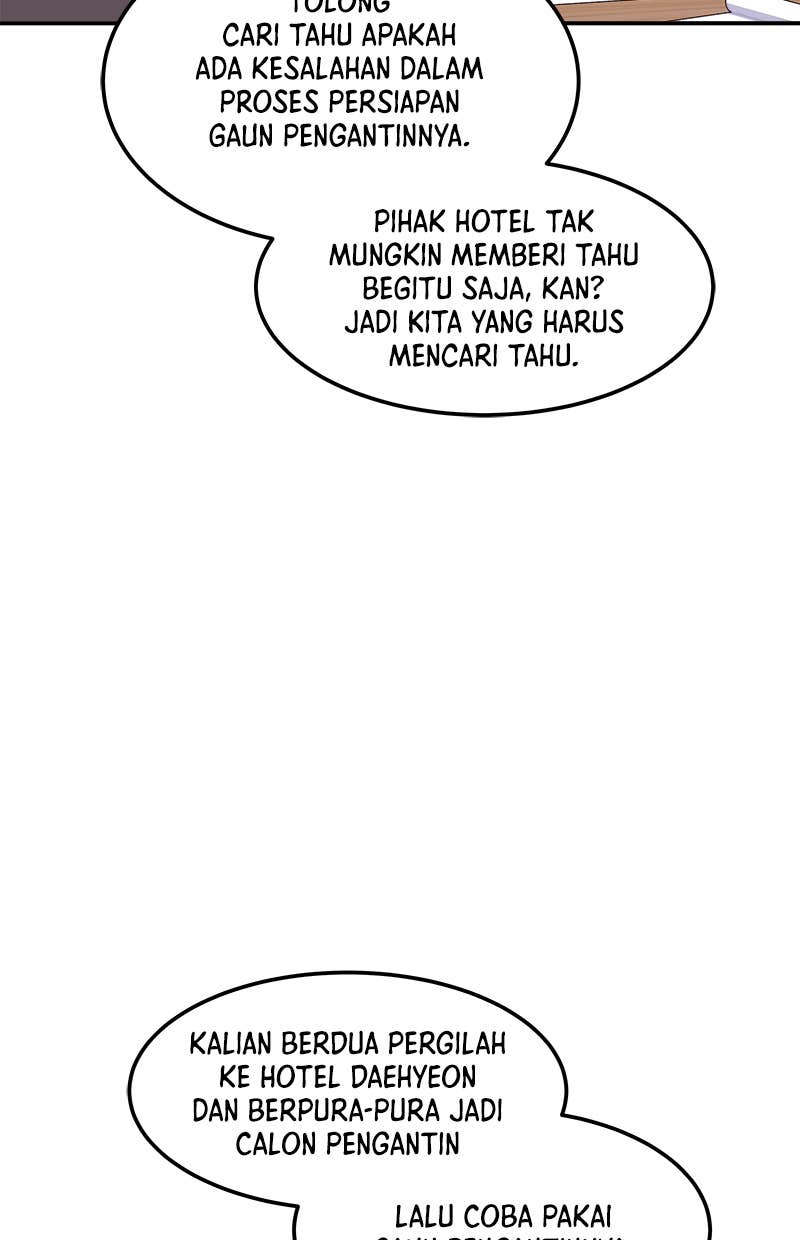 TOLONG
CARI TAHU APAKAH
ADA KESALAHAN DALAM
PROSES PERSIAPAN
GAUN PENGANTINNYA.
PIHAK HOTEL TAK
MUNGKIN MEMBERI TAHU
BEGITU SAJA, KAN?
JADI KITA YANG HARUS
MENCARI TAHU.
KALIAN BERDUA PERGILAH
KE HOTEL DAEHYEON
DAN BERPURA-PURA JADI
CALON PENGANTIN
LALU COBA PAKAI